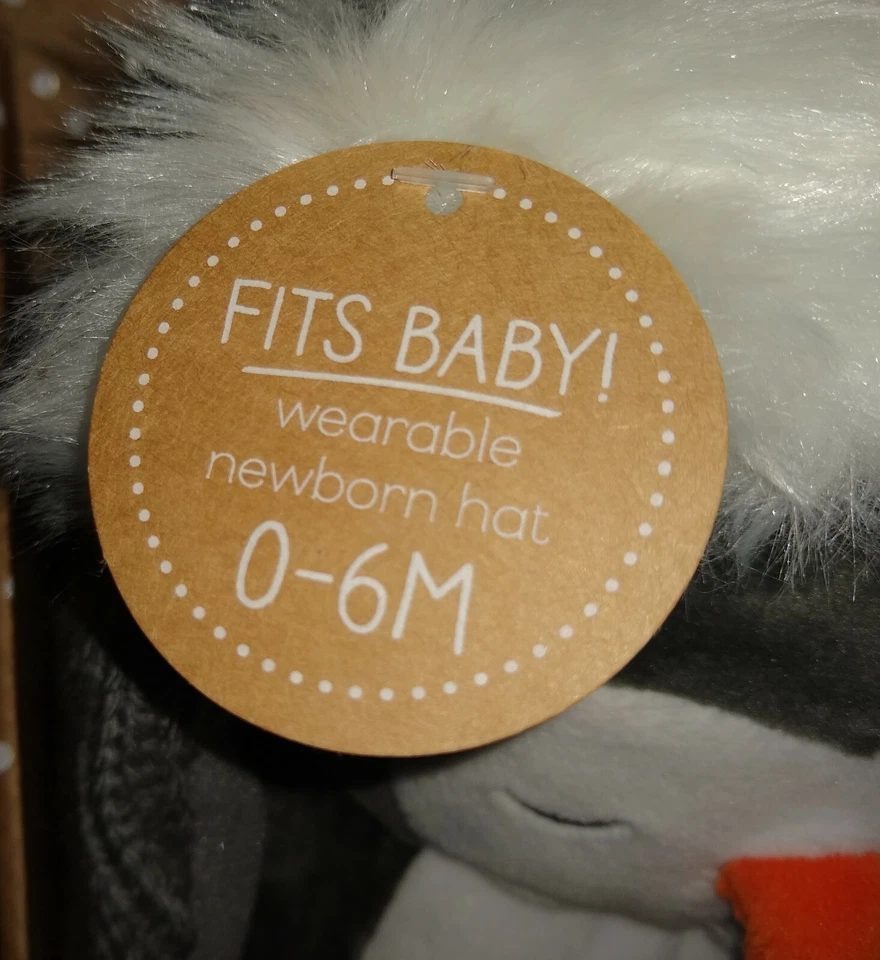 FITS BABY!
wearable
newborn hat
0-6M